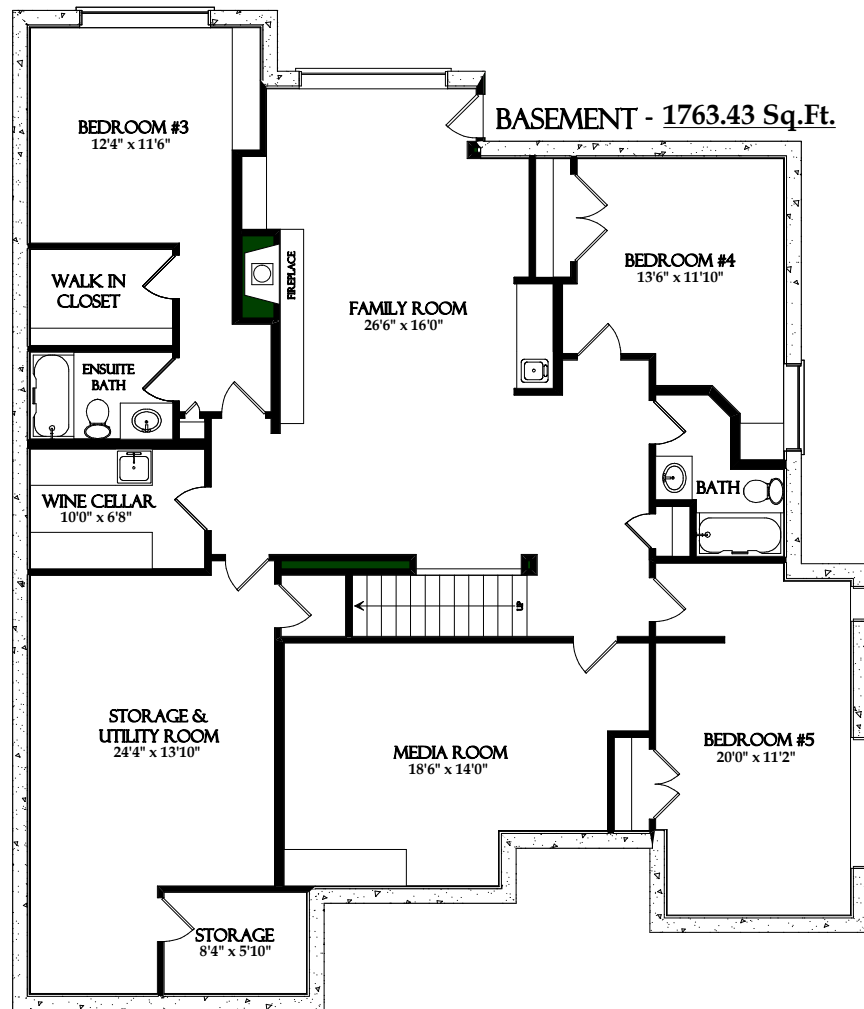 BASEMENT - 1763.43 Sq.Ft.
BEDROOM #3
12'4" x 11'6"
WALK IN
CLOSET
FIREPLACE
FAMILY ROOM
26'6" x 16'0"
BEDROOM #4
13'6" x 11'10"
ENSUITE
BATH
WINE CELLAR
10'0" x 6'8"
BATH
UP
STORAGE &
UTILITY ROOM
24'4" x 13'10"
MEDIA ROOM
18'6" x 14'0"
BEDROOM #5
20'0" x 11'2"
STORAGE
8'4" x 5'10"